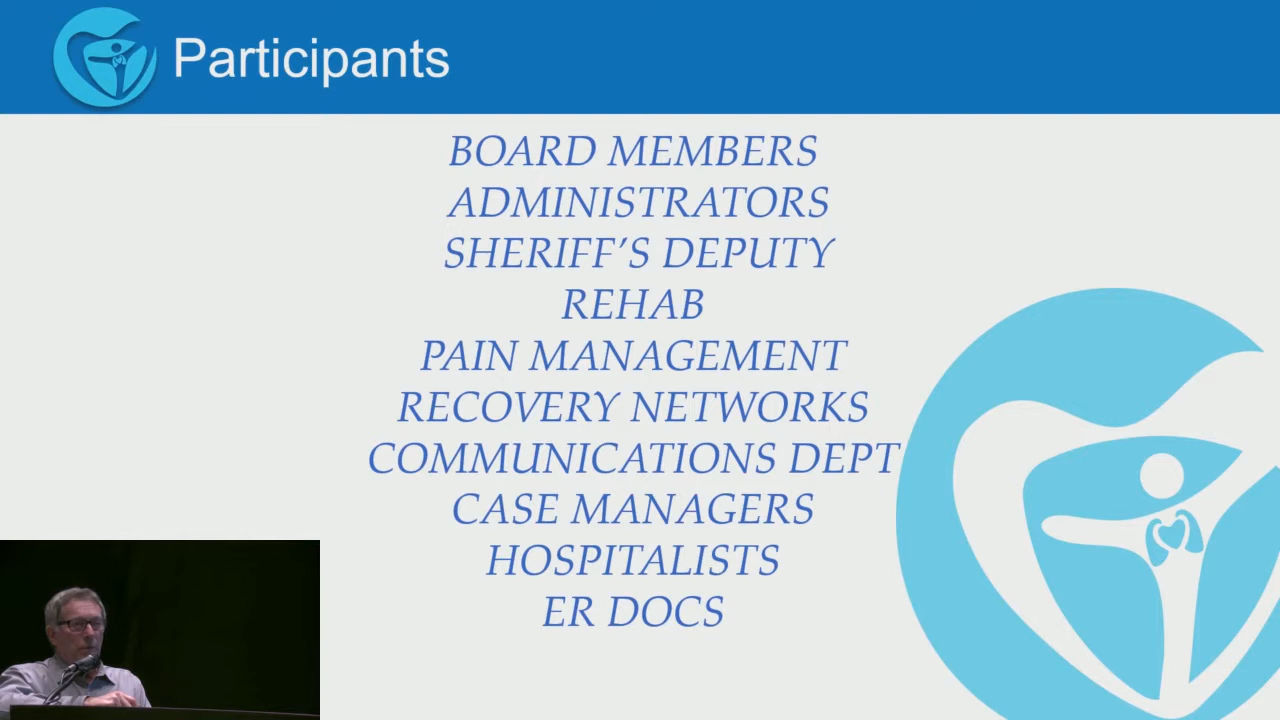 Participants
BOARD MEMBERS
ADMINISTRATORS
SHERIFF’S DEPUTY
REHAB
PAIN MANAGEMENT
RECOVERY NETWORKS
COMMUNICATIONS DEPT
CASE MANAGERS
HOSPITALISTS
ER DOCS